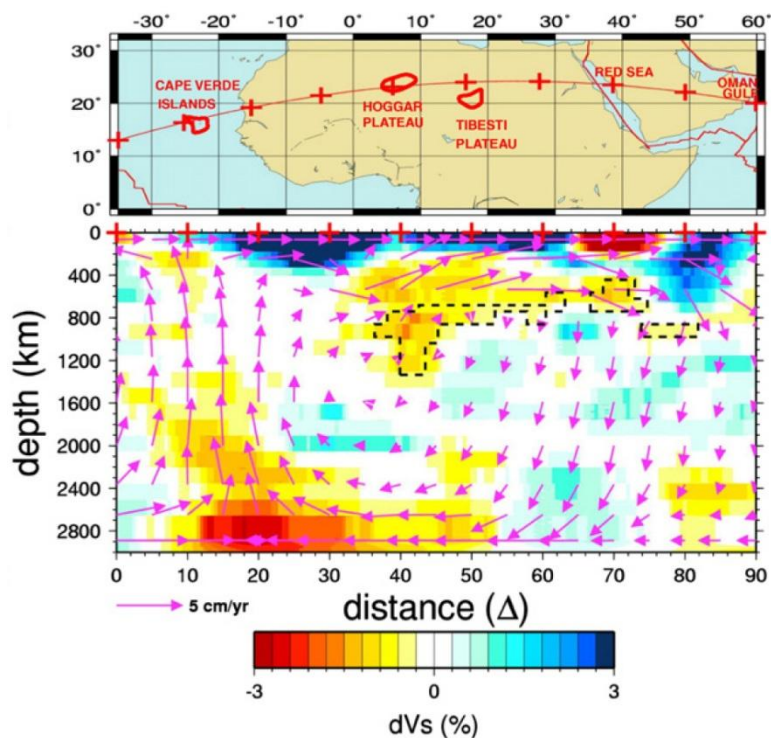 -30° -20° -10° 0° 10° 20° 30° 40° 50° 60°
30°
20°
10°
0°
CAPE VERDE
ISLANDS
HOGGAR
PLATEAU
TIBESTI
PLATEAU
RED SEA
OMAN
GULF
0
400
800
1200
1600
2000
2400
2800
depth (km)
0 10 20 30 40 50 60 70 80 90
5 cm/yr
distance (Δ)
-3 0 3
dVs (%)